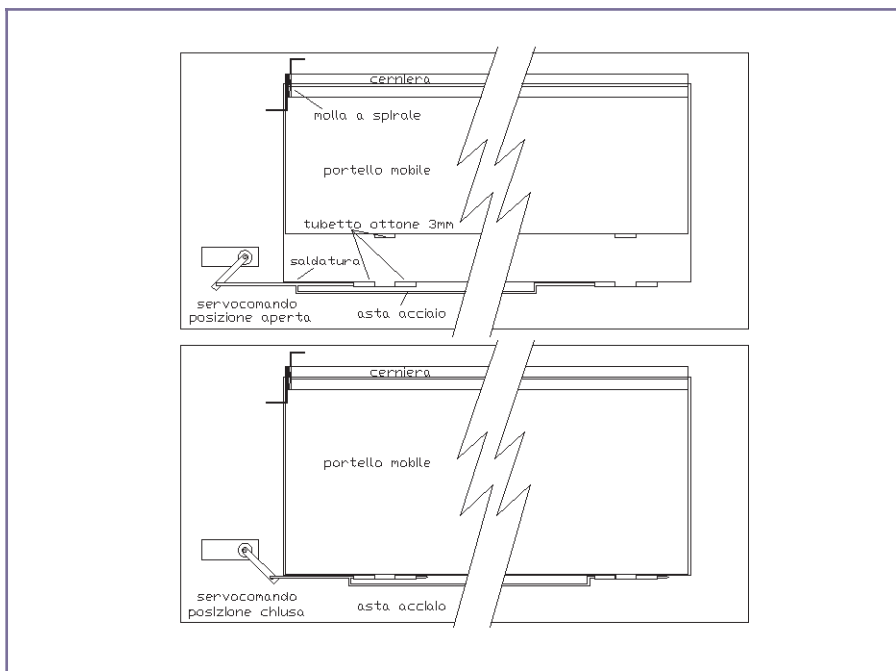 cerniera
molla a spirale
portello mobile
tubetto ottone 3mm
saldatura
servocomando
posizione aperta
asta acciaio
cerniera
portello mobile
servocomando
posizione chiusa
asta acciaio